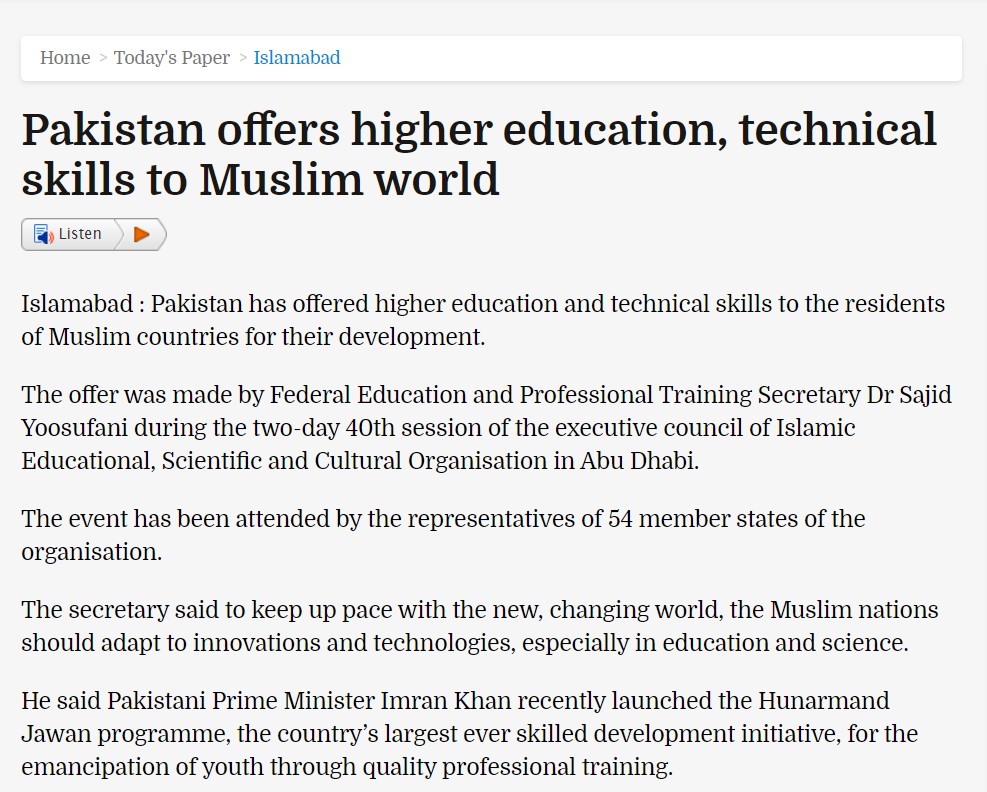 Home > Today's Paper > Islamabad
Pakistan offers higher education, technical
skills to Muslim world
Listen
Islamabad : Pakistan has offered higher education and technical skills to the residents
of Muslim countries for their development.
The offer was made by Federal Education and Professional Training Secretary Dr Sajid
Yoosufani during the two-day 40th session of the executive council of Islamic
Educational, Scientific and Cultural Organisation in Abu Dhabi.
The event has been attended by the representatives of 54 member states of the
organisation.
The secretary said to keep up pace with the new, changing world, the Muslim nations
should adapt to innovations and technologies, especially in education and science.
He said Pakistani Prime Minister Imran Khan recently launched the Hunarmand
Jawan programme, the country’s largest ever skilled development initiative, for the
emancipation of youth through quality professional training.